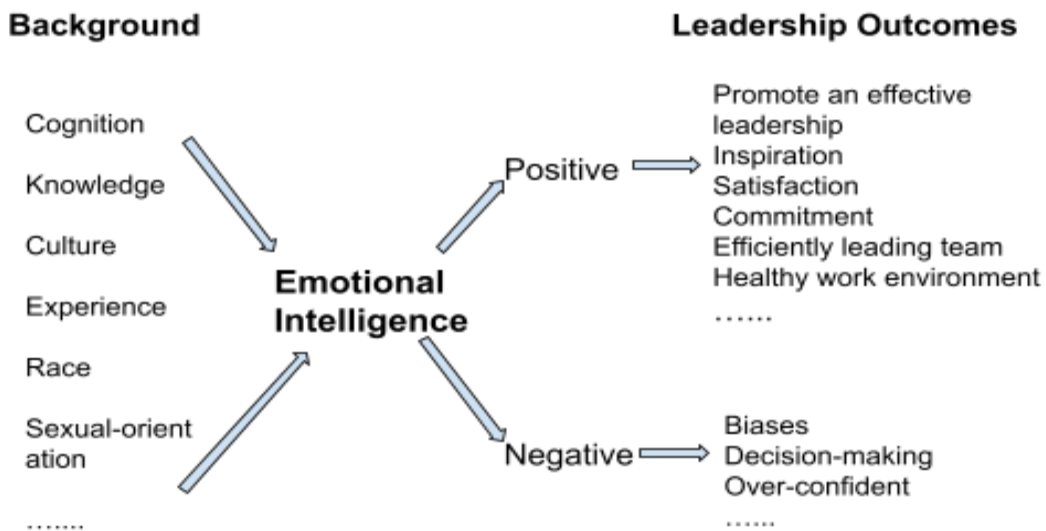 Background
Cognition
Knowledge
Culture
Experience
Race
Sexual-orient
ation
…....
Emotional
Intelligence
Positive
Negative
Leadership Outcomes
Promote an effective
leadership
Inspiration
Satisfaction
Commitment
Efficiently leading team
Healthy work environment
……
Biases
Decision-making
Over-confident
…...